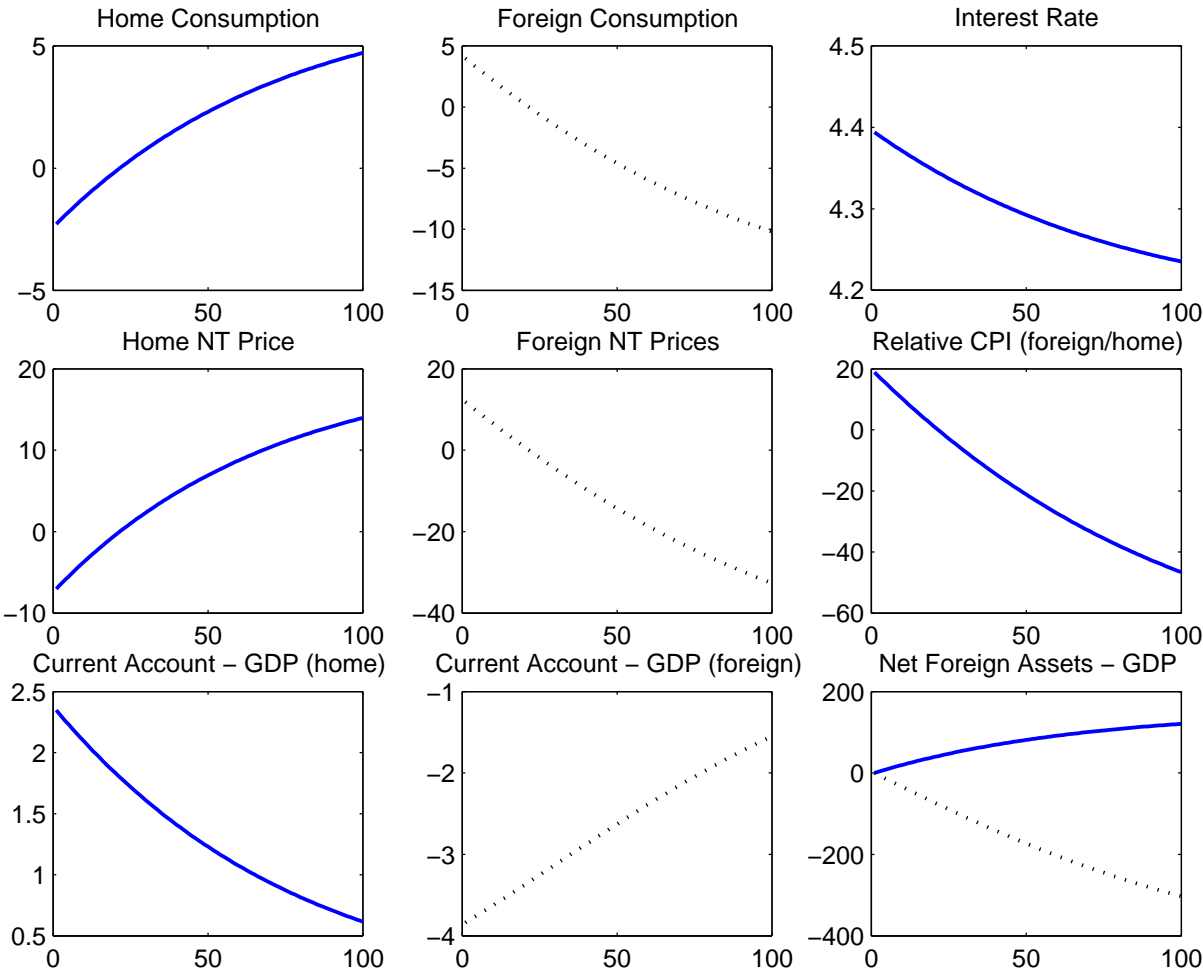 Home Consumption
5
0
−5
0 50 100
Foreign Consumption
5
0
−5
−10
−15
0 50 100
Interest Rate
4.5
4.4
4.3
4.2
0 50 100
Home NT Price
20
10
0
−10
0 50 100
Foreign NT Prices
20
0
−20
−40
0 50 100
Relative CPI (foreign/home)
20
0
−20
−40
−60
0 50 100
Current Account − GDP (home)
2.5
2
1.5
1
0.5
0 50 100
Current Account − GDP (foreign)
−1
−2
−3
−4
0 50 100
Net Foreign Assets − GDP
200
0
−200
−400
0 50 100